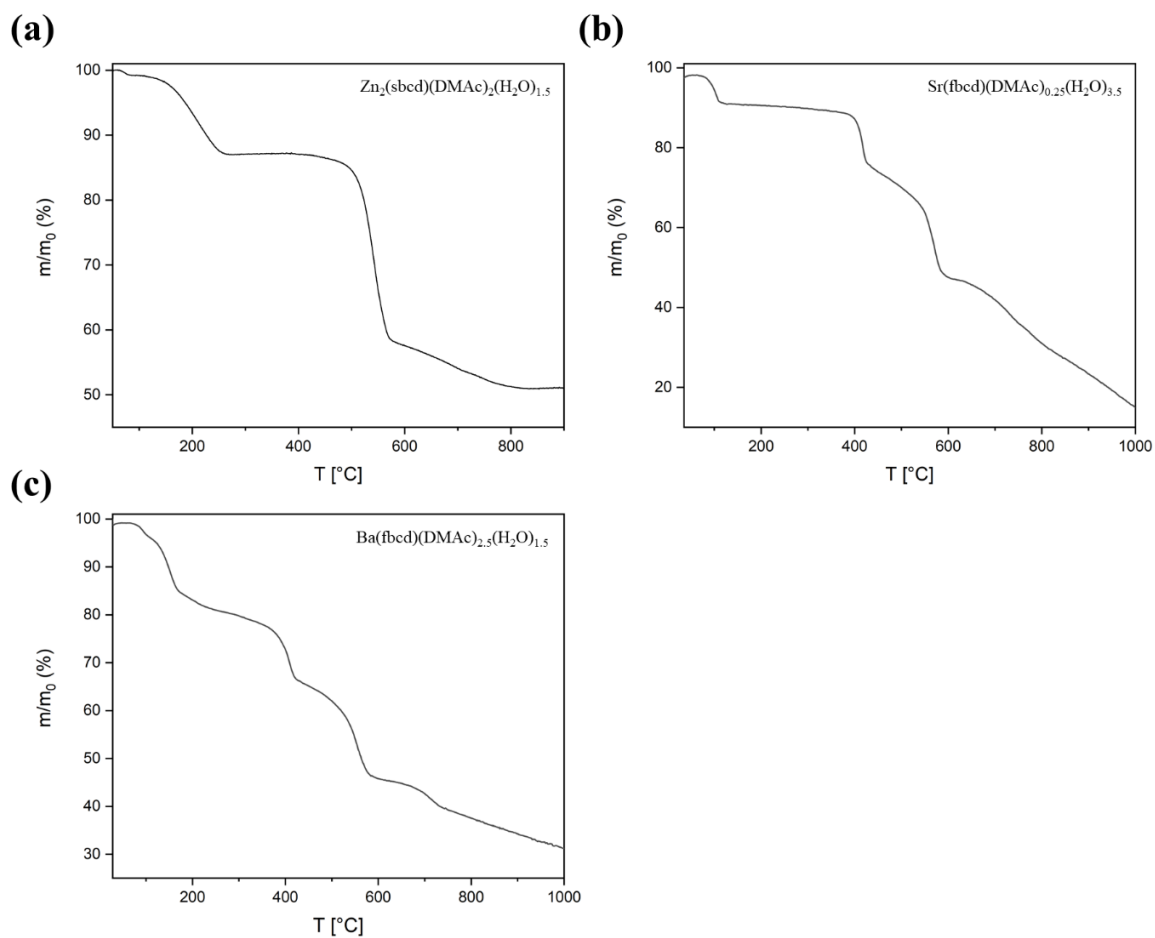 (a)
Zn₂(sbcd)(DMAc)₂(H₂O)₁.₅
100
90
80
70
60
50
m/m₀ (%)
200 400 600 800
T [°C]
(b)
Sr(fbcd)(DMAc)₀.₂₅(H₂O)₃.₅
100
80
60
40
20
m/m₀ (%)
200 400 600 800 1000
T [°C]
(c)
Ba(fbcd)(DMAc)₂.₅(H₂O)₁.₅
100
90
80
70
60
50
40
30
m/m₀ (%)
200 400 600 800 1000
T [°C]